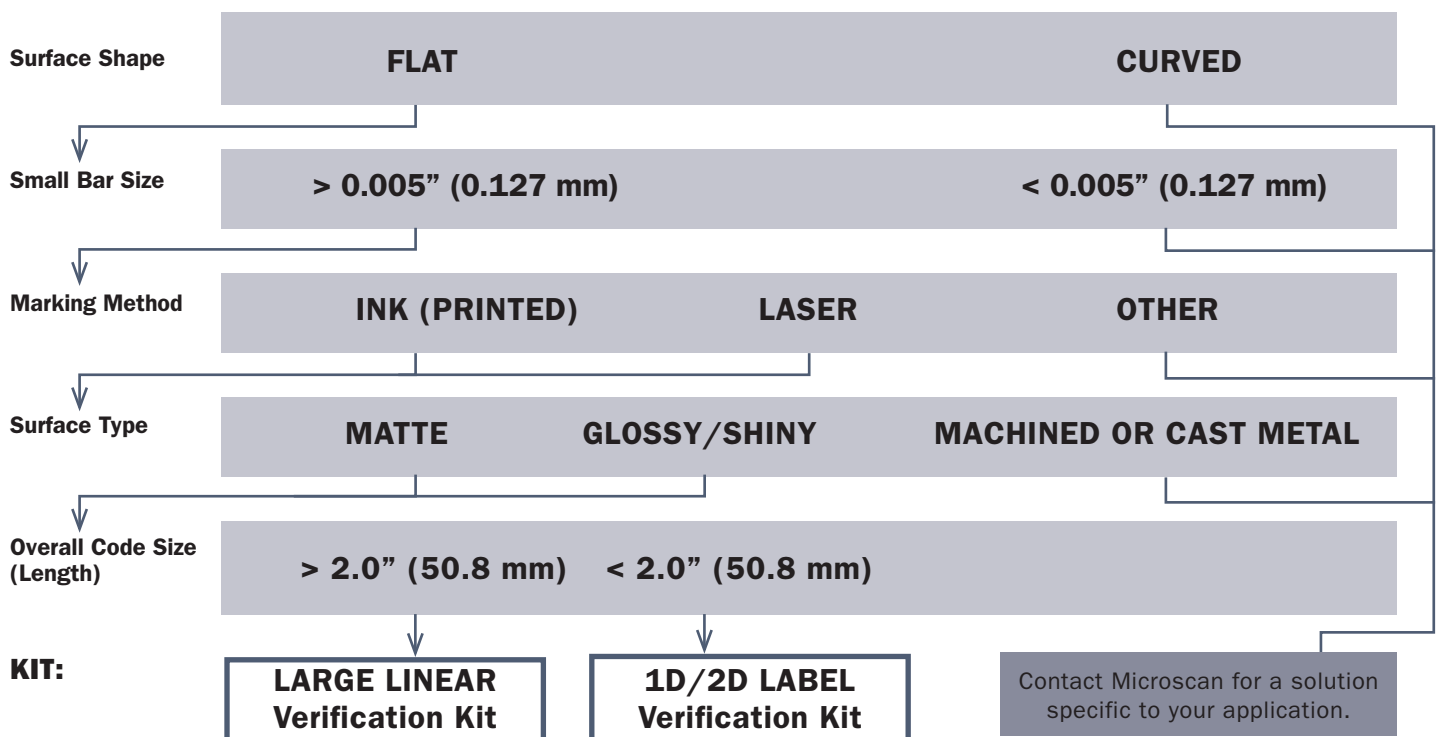 Surface Shape
FLAT
CURVED
Small Bar Size
> 0.005” (0.127 mm)
< 0.005” (0.127 mm)
Marking Method
INK (PRINTED)
LASER
OTHER
Surface Type
MATTE
GLOSSY/SHINY
MACHINED OR CAST METAL
Overall Code Size
(Length)
> 2.0” (50.8 mm)
< 2.0” (50.8 mm)
KIT:
LARGE LINEAR
Verification Kit
1D/2D LABEL
Verification Kit
Contact Microscan for a solution
specific to your application.